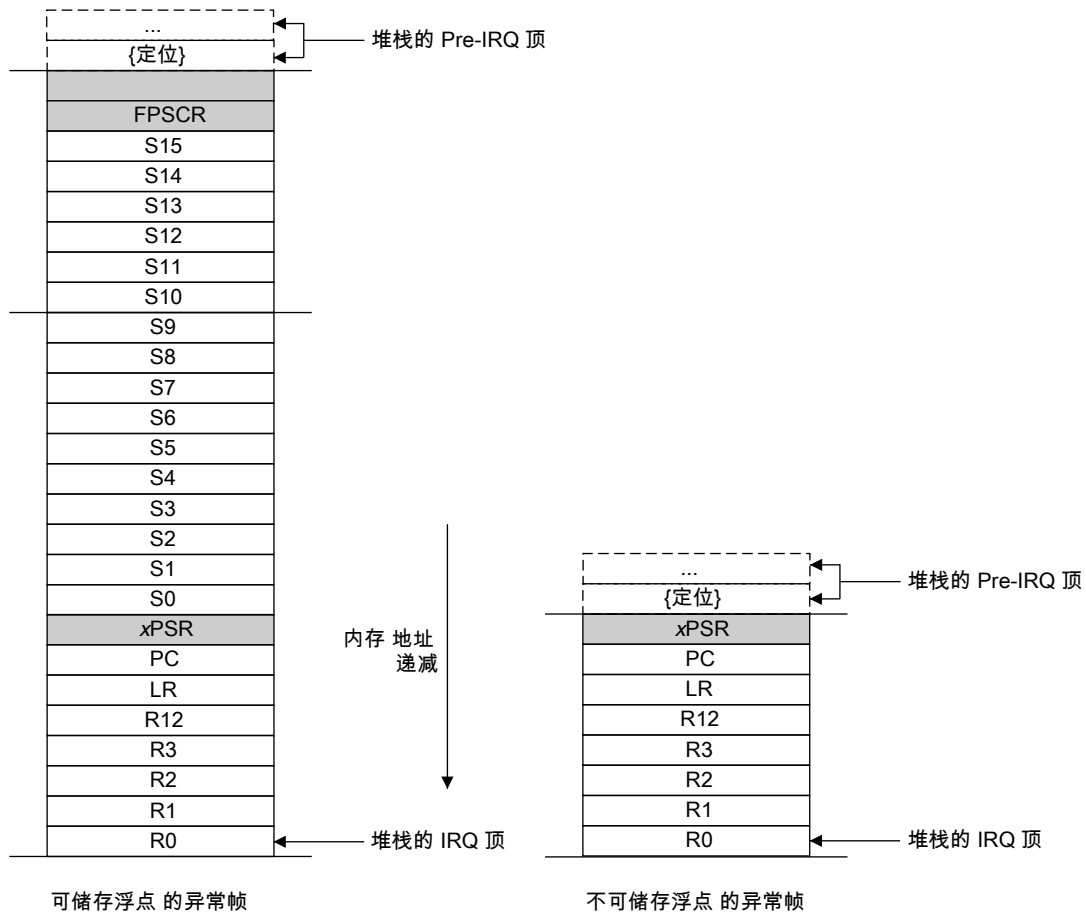 ...
{定位}
堆栈的 Pre-IRQ 顶
FPSCR
S15
S14
S13
S12
S11
S10
S9
S8
S7
S6
S5
S4
S3
S2
S1
S0
xPSR
PC
LR
R12
R3
R2
R1
R0
堆栈的 IRQ 顶
可储存浮点 的异常帧
内存 地址
递减
...
{定位}
堆栈的 Pre-IRQ 顶
xPSR
PC
LR
R12
R3
R2
R1
R0
堆栈的 IRQ 顶
不可储存浮点 的异常帧